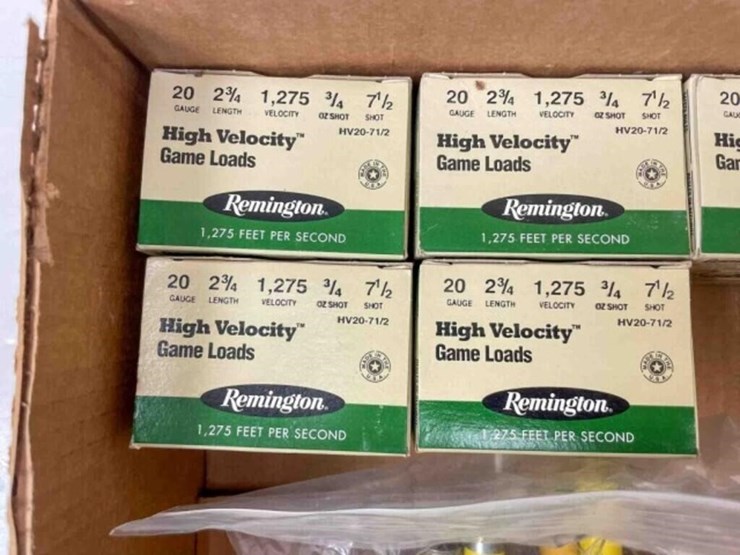 20 2¾ 1,275 ¾ 7½
GAUGE LENGTH VELOCITY OZ SHOT SHOT
HV20-71/2
High Velocity™
Game Loads
MADE IN THE U.S.A.
Remington®
1,275 FEET PER SECOND
20 2¾ 1,275 ¾ 7½
GAUGE LENGTH VELOCITY OZ SHOT SHOT
HV20-71/2
High Velocity™
Game Loads
MADE IN THE U.S.A.
Remington®
1,275 FEET PER SECOND
20
Hig
Gar
20 2¾ 1,275 ¾ 7½
GAUGE LENGTH VELOCITY OZ SHOT SHOT
HV20-71/2
High Velocity™
Game Loads
MADE IN THE U.S.A.
Remington®
1,275 FEET PER SECOND
20 2¾ 1,275 ¾ 7½
GAUGE LENGTH VELOCITY OZ SHOT SHOT
HV20-71/2
High Velocity™
Game Loads
MADE IN THE U.S.A.
Remington®
1,275 FEET PER SECOND